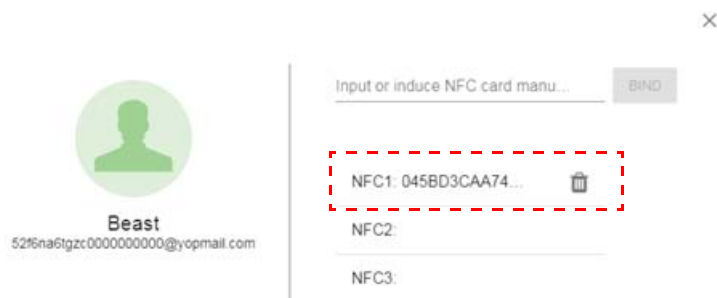 Input or induce NFC card manu...
BIND
NFC1: 045BD3CAA74...
Beast
52f6na6tgzc0000000000@yopmail.com
NFC2:
NFC3: